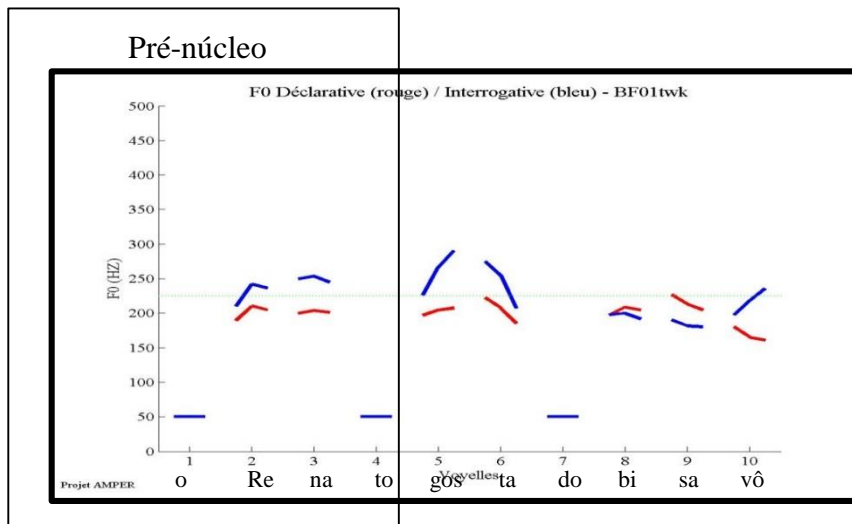 Pré-núcleo
F0 Déclarative (rouge) / Interrogative (bleu) - BF01twk
500
450
400
350
300
250
200
150
100
50
0
F0 (HZ)
1 2 3 4 5 6 7 8 9 10
Voyelles
o Re na to gos ta do bi sa vô
Projet AMPER